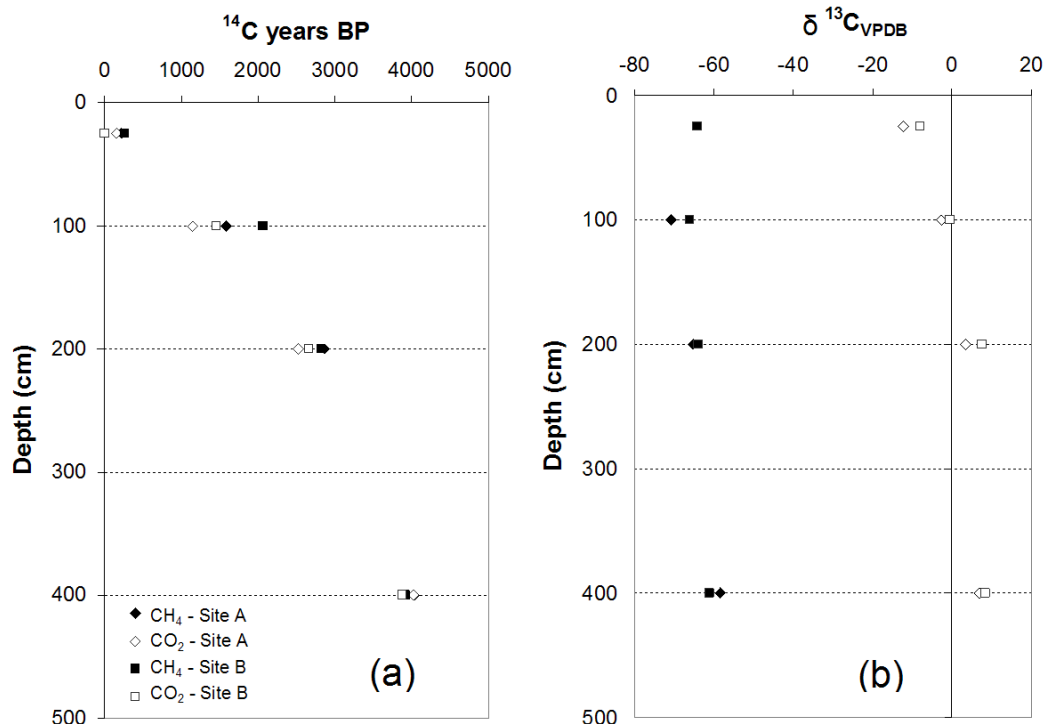 ¹⁴C years BP
0 1000 2000 3000 4000 5000
0
100
200
300
400
500
Depth (cm)
CH₄ - Site A
CO₂ - Site A
CH₄ - Site B
CO₂ - Site B
(a)
δ ¹³C_VPDB
-80 -60 -40 -20 0 20
0
100
200
300
400
500
Depth (cm)
(b)